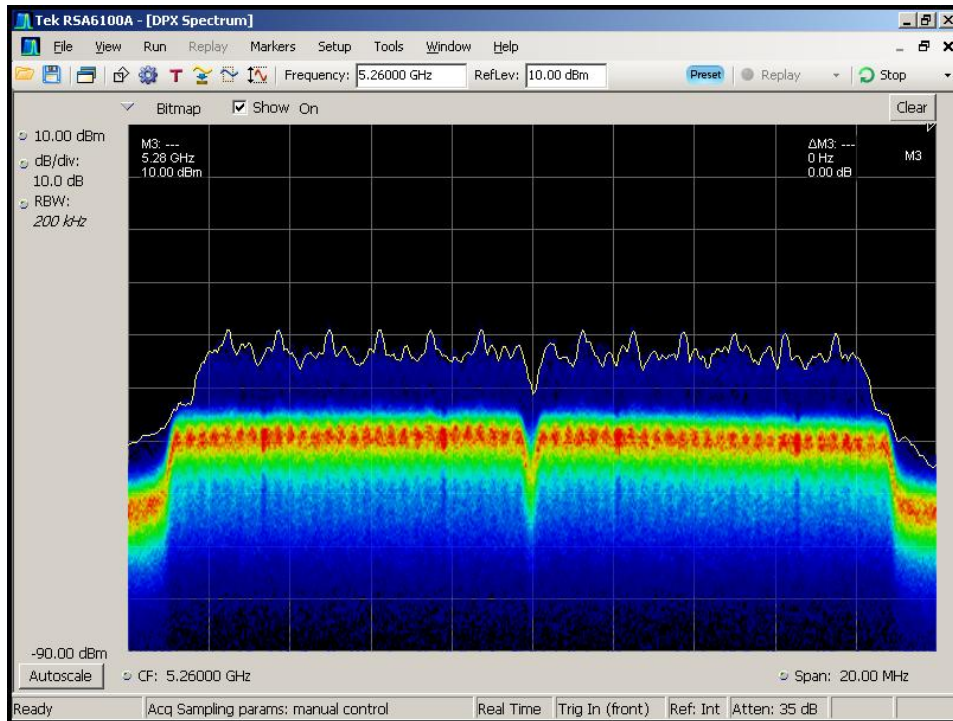 Tek RSA6100A - [DPX Spectrum]
File View Run Replay Markers Setup Tools Window Help
T Frequency: 5.26000 GHz RefLev: 10.00 dBm Preset Replay Stop
Bitmap Show On Clear
10.00 dBm
dB/div:
10.0 dB
RBW:
200 kHz
M3: ---
5.28 GHz
10.00 dBm
ΔM3: ---
0 Hz
0.00 dB
M3
-90.00 dBm
Autoscale CF: 5.26000 GHz Span: 20.00 MHz
Ready Acq Sampling params: manual control Real Time Trig In (front) Ref: Int Atten: 35 dB